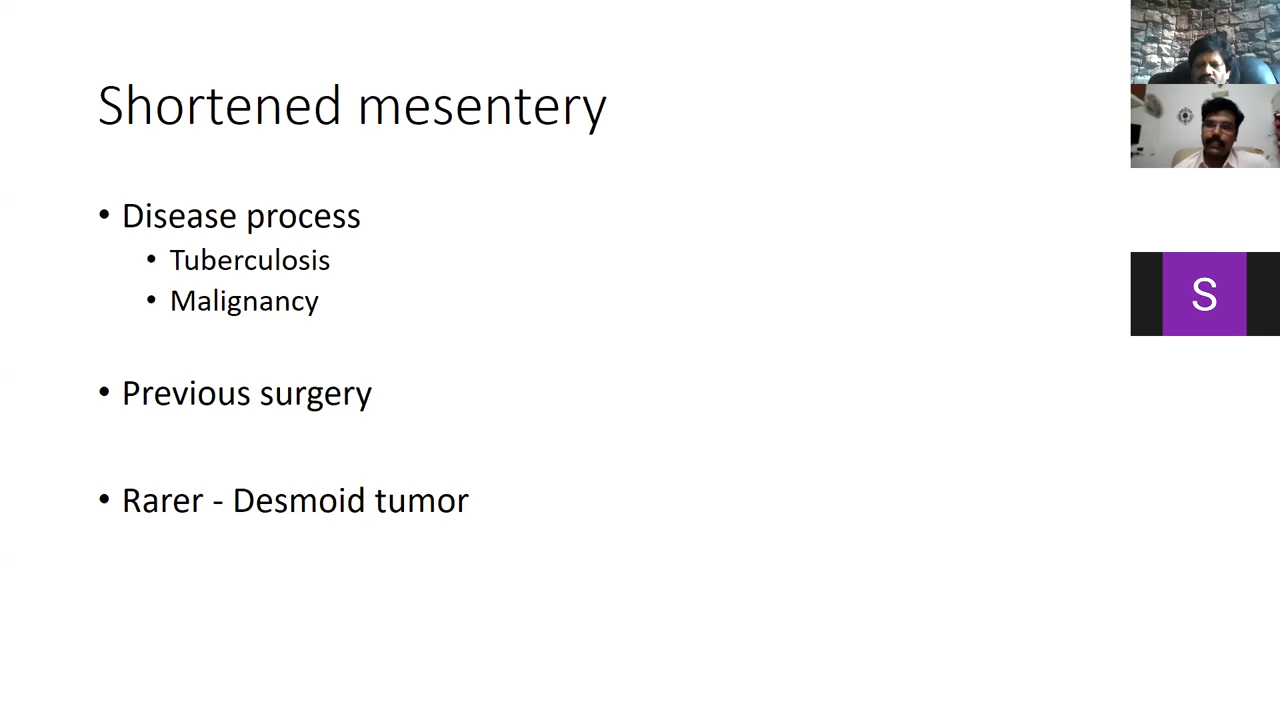 Shortened mesentery
• Disease process
• Tuberculosis
• Malignancy
• Previous surgery
• Rarer - Desmoid tumor
S